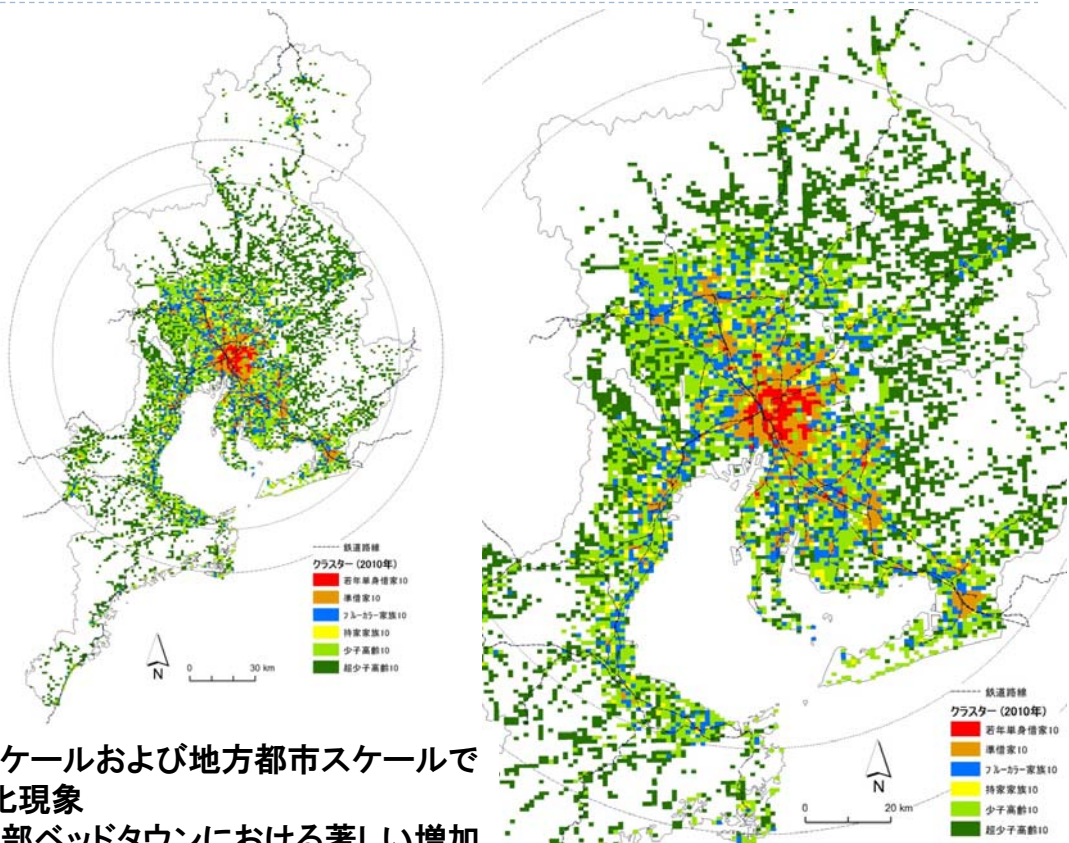 鉄道路線
クラスター (2010年)
若年単身借家10
準借家10
ブルーカラー家族10
持家家族10
少子高齢10
超少子高齢10
N
0 30 km
ケールおよび地方都市スケールで
化現象
部ベッドタウンにおける著しい増加
鉄道路線
クラスター (2010年)
若年単身借家10
準借家10
ブルーカラー家族10
持家家族10
少子高齢10
超少子高齢10
N
0 20 km